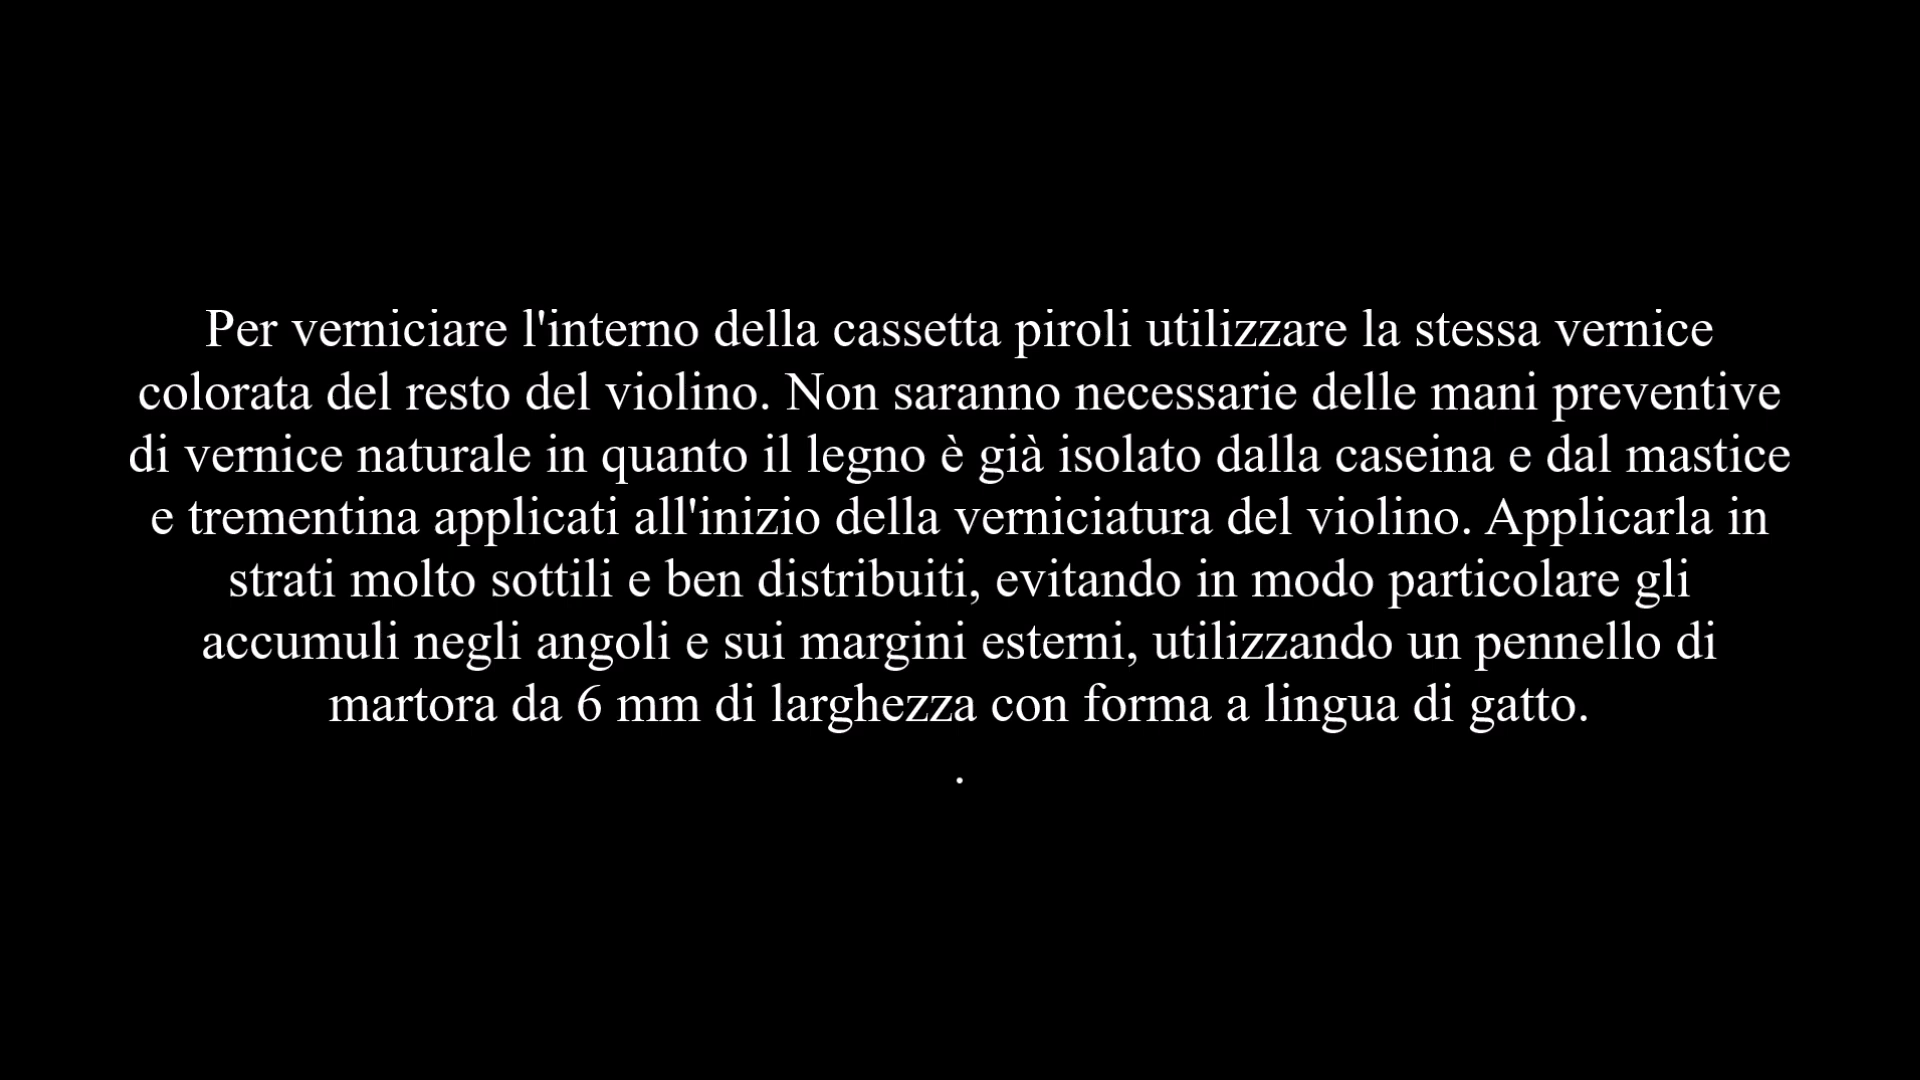 Per verniciare l'interno della cassetta piroli utilizzare la stessa vernice
colorata del resto del violino. Non saranno necessarie delle mani preventive
di vernice naturale in quanto il legno è già isolato dalla caseina e dal mastice
e trementina applicati all'inizio della verniciatura del violino. Applicarla in
strati molto sottili e ben distribuiti, evitando in modo particolare gli
accumuli negli angoli e sui margini esterni, utilizzando un pennello di
martora da 6 mm di larghezza con forma a lingua di gatto.
.